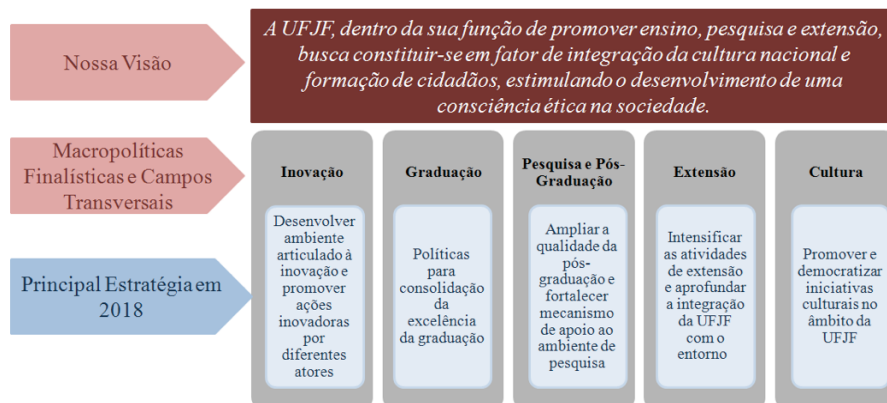 Nossa Visão
A UFJF, dentro da sua função de promover ensino, pesquisa e extensão,
busca constituir-se em fator de integração da cultura nacional e
formação de cidadãos, estimulando o desenvolvimento de uma
consciência ética na sociedade.
Macropolíticas
Finalísticas e Campos
Transversais
Inovação
Graduação
Pesquisa e Pós-
Graduação
Extensão
Cultura
Principal Estratégia em
2018
Desenvolver
ambiente
articulado à
inovação e
promover
ações
inovadoras
por
diferentes
atores
Políticas
para
consolidação
da
excelência
da graduação
Ampliar a
qualidade da
pós-
graduação e
fortalecer
mecanismo
de apoio ao
ambiente de
pesquisa
Intensificar
as atividades
de extensão
e aprofundar
a integração
da UFJF
com o
entorno
Promover e
democratizar
iniciativas
culturais no
âmbito da
UFJF